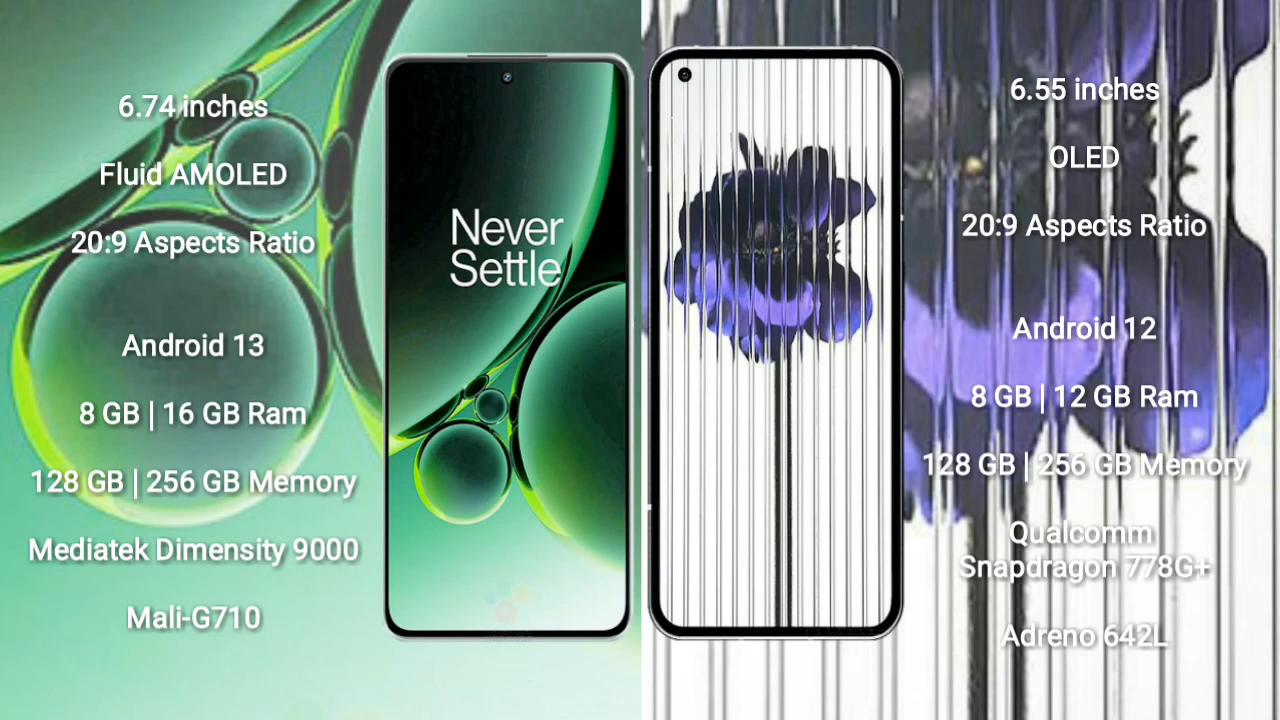 6.74 inches
Fluid AMOLED
20:9 Aspects Ratio
Android 13
8 GB | 16 GB Ram
128 GB | 256 GB Memory
Mediatek Dimensity 9000
Mali-G710
Never
Settle
6.55 inches
OLED
20:9 Aspects Ratio
Android 12
8 GB | 12 GB Ram
128 GB | 256 GB Memory
Qualcomm
Snapdragon 778G+
Adreno 642L